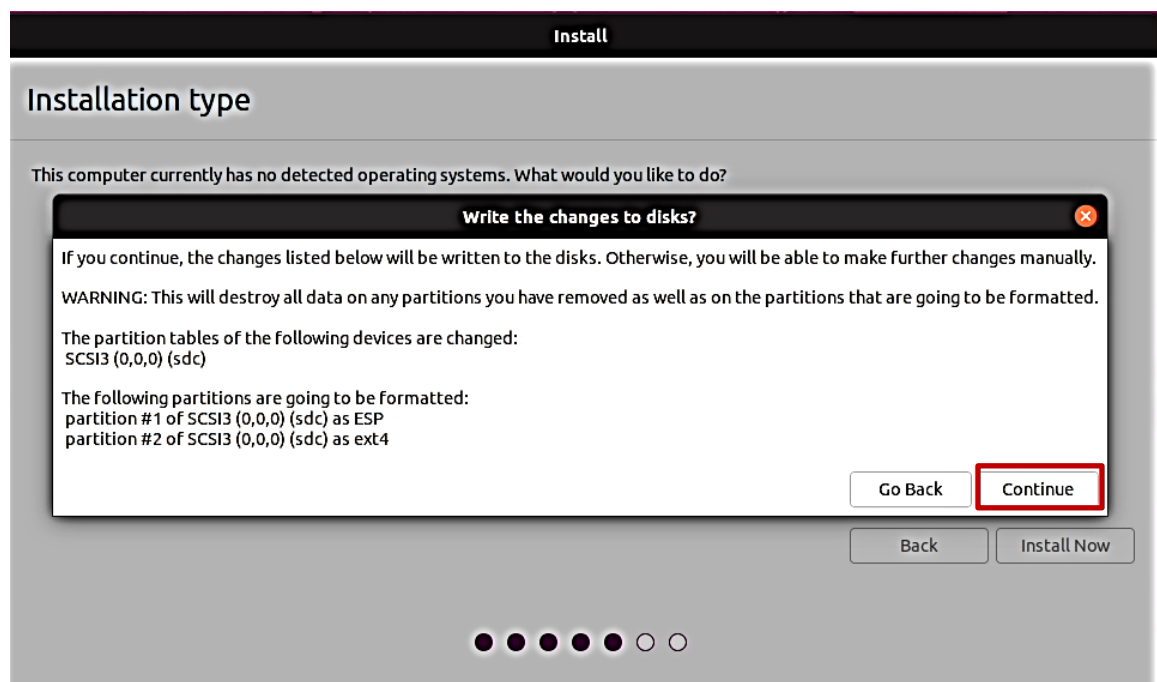 Install
Installation type
This computer currently has no detected operating systems. What would you like to do?
Write the changes to disks?
If you continue, the changes listed below will be written to the disks. Otherwise, you will be able to make further changes manually.
WARNING: This will destroy all data on any partitions you have removed as well as on the partitions that are going to be formatted.
The partition tables of the following devices are changed:
SCSI3 (0,0,0) (sdc)
The following partitions are going to be formatted:
partition #1 of SCSI3 (0,0,0) (sdc) as ESP
partition #2 of SCSI3 (0,0,0) (sdc) as ext4
Go Back
Continue
Back
Install Now